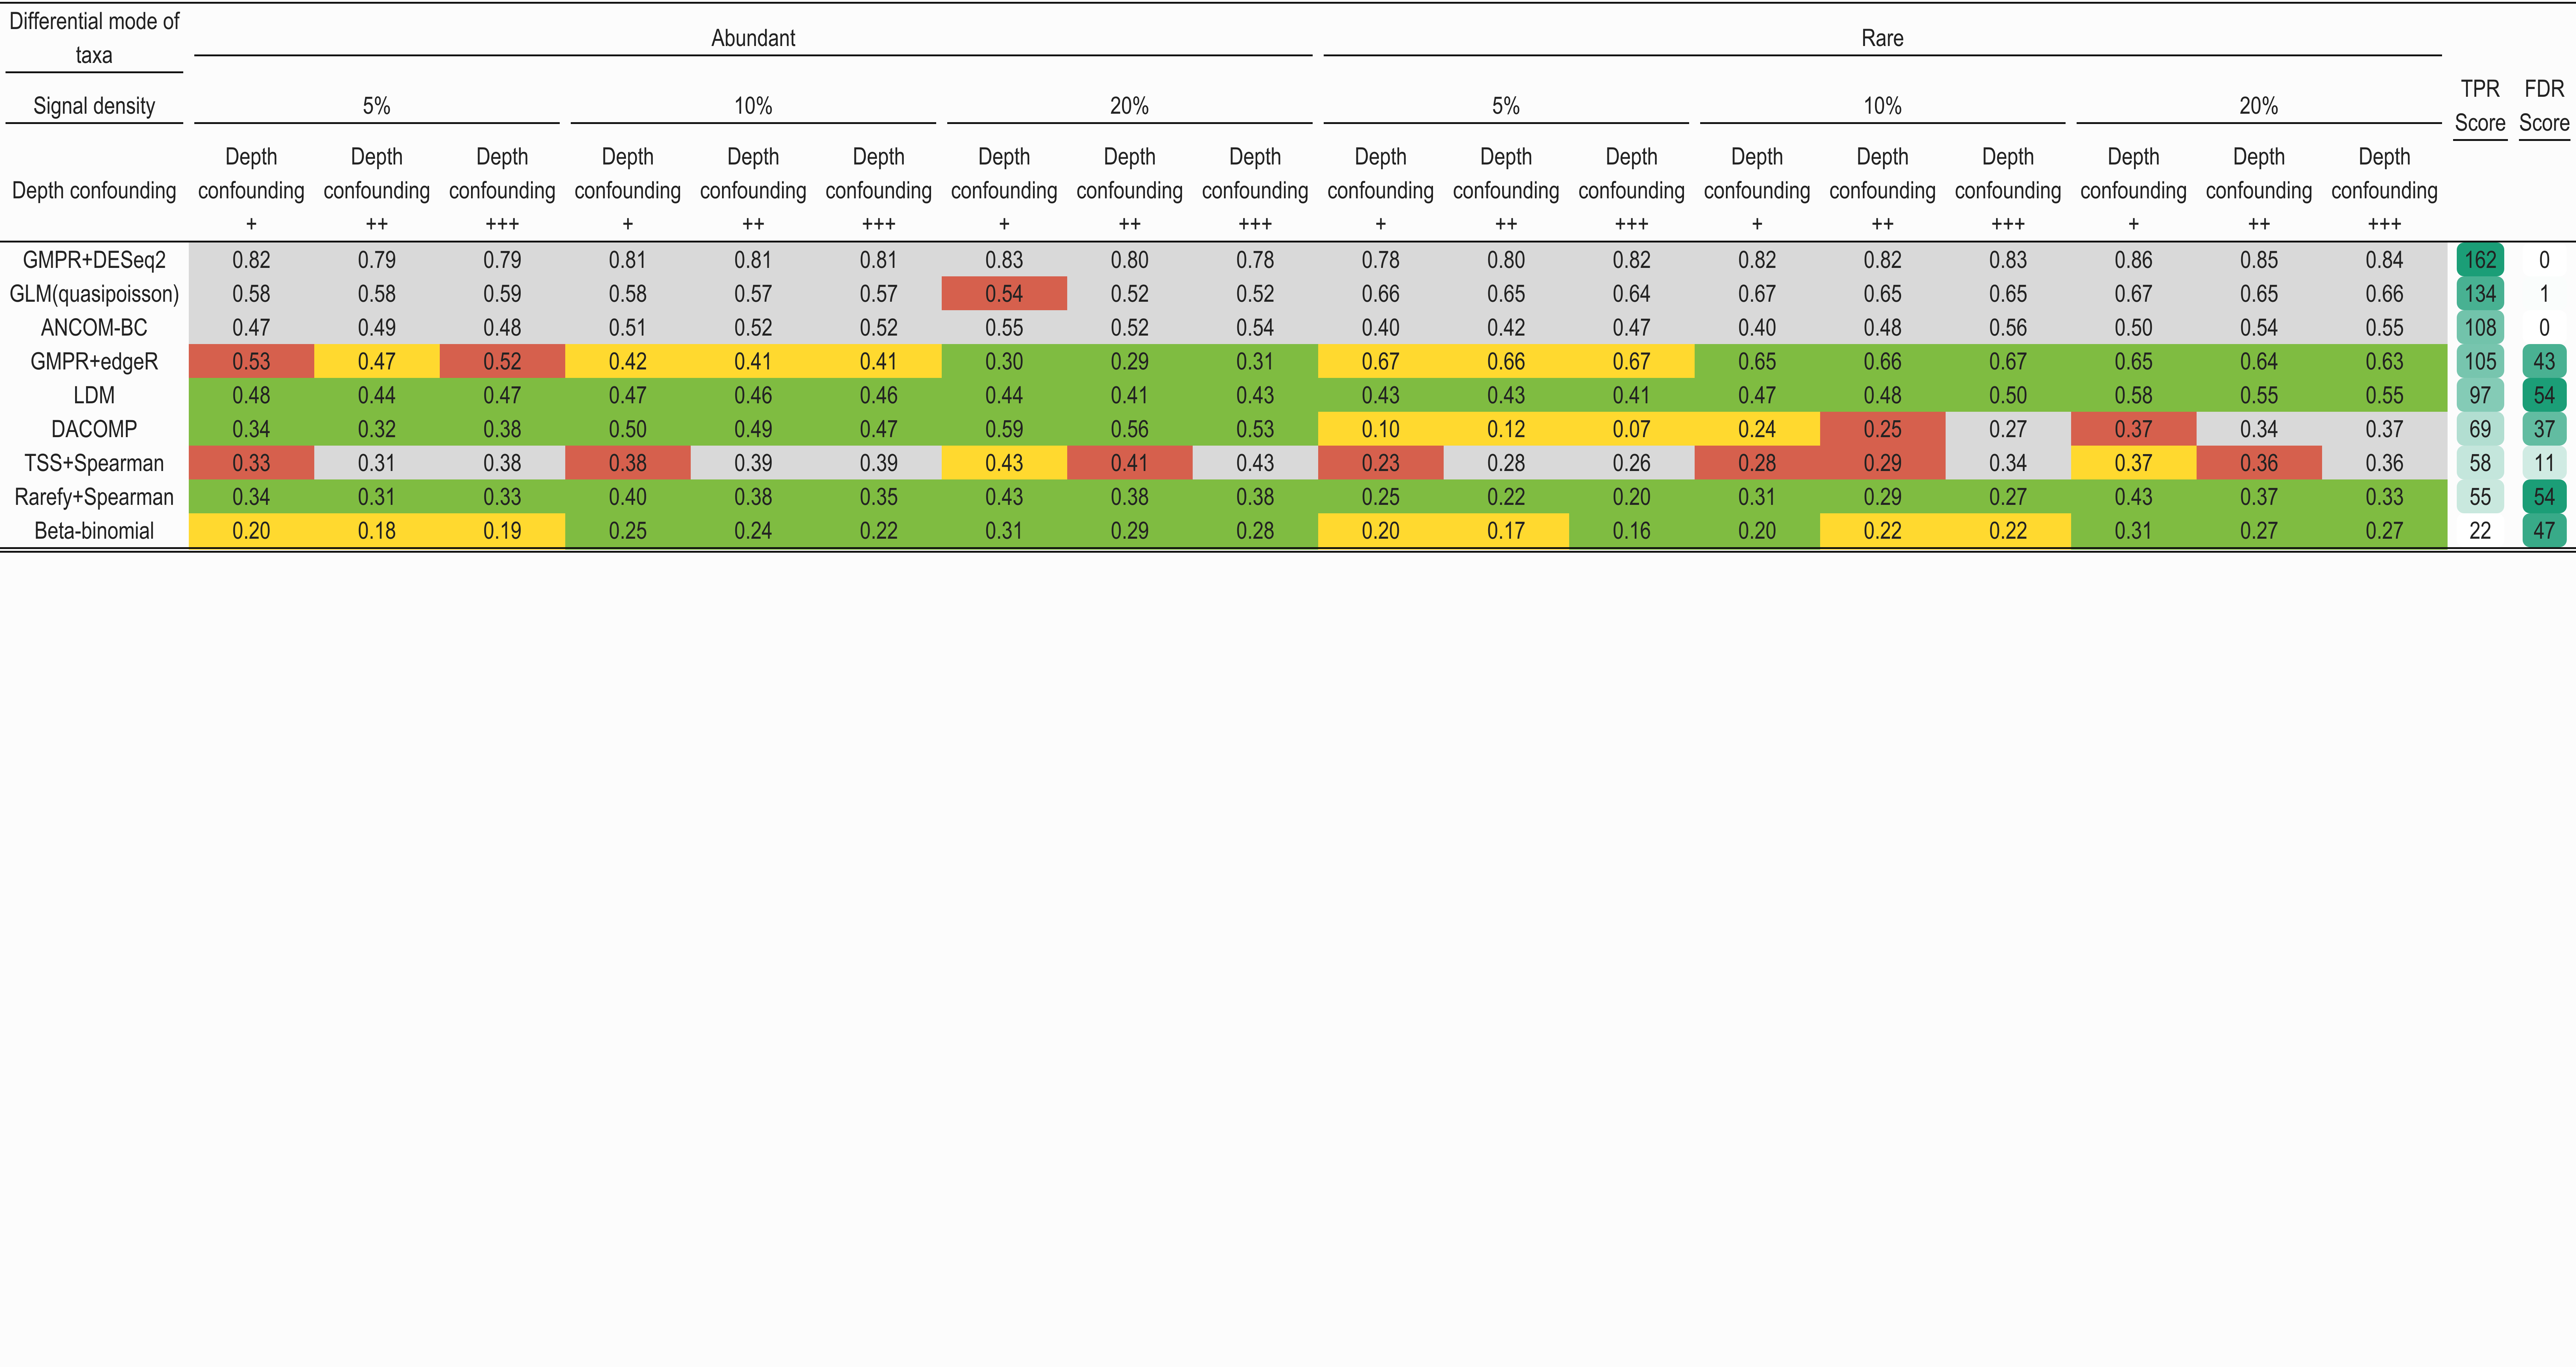 Differential mode of
taxa
Abundant
Rare
Signal density
5%
10%
20%
5%
10%
20%
TPR
Score
FDR
Score
Depth confounding
Depth confounding +
Depth confounding ++
Depth confounding +++
Depth confounding +
Depth confounding ++
Depth confounding +++
Depth confounding +
Depth confounding ++
Depth confounding +++
Depth confounding +
Depth confounding ++
Depth confounding +++
Depth confounding +
Depth confounding ++
Depth confounding +++
Depth confounding +
Depth confounding ++
Depth confounding +++
GMPR+DESeq2 0.82 0.79 0.79 0.81 0.81 0.81 0.83 0.80 0.78 0.78 0.80 0.82 0.82 0.82 0.83 0.86 0.85 0.84 162 0
GLM(quasipoisson) 0.58 0.58 0.59 0.58 0.57 0.57 0.54 0.52 0.52 0.66 0.65 0.64 0.67 0.65 0.65 0.67 0.65 0.66 134 1
ANCOM-BC 0.47 0.49 0.48 0.51 0.52 0.52 0.55 0.52 0.54 0.40 0.42 0.47 0.40 0.48 0.56 0.50 0.54 0.55 108 0
GMPR+edgeR 0.53 0.47 0.52 0.42 0.41 0.41 0.30 0.29 0.31 0.67 0.66 0.67 0.65 0.66 0.67 0.65 0.64 0.63 105 43
LDM 0.48 0.44 0.47 0.47 0.46 0.46 0.44 0.41 0.43 0.43 0.43 0.41 0.47 0.48 0.50 0.58 0.55 0.55 97 54
DACOMP 0.34 0.32 0.38 0.50 0.49 0.47 0.59 0.56 0.53 0.10 0.12 0.07 0.24 0.25 0.27 0.37 0.34 0.37 69 37
TSS+Spearman 0.33 0.31 0.38 0.38 0.39 0.39 0.43 0.41 0.43 0.23 0.28 0.26 0.28 0.29 0.34 0.37 0.36 0.36 58 11
Rarefy+Spearman 0.34 0.31 0.33 0.40 0.38 0.35 0.43 0.38 0.38 0.25 0.22 0.20 0.31 0.29 0.27 0.43 0.37 0.33 55 54
Beta-binomial 0.20 0.18 0.19 0.25 0.24 0.22 0.31 0.29 0.28 0.20 0.17 0.16 0.20 0.22 0.22 0.31 0.27 0.27 22 47